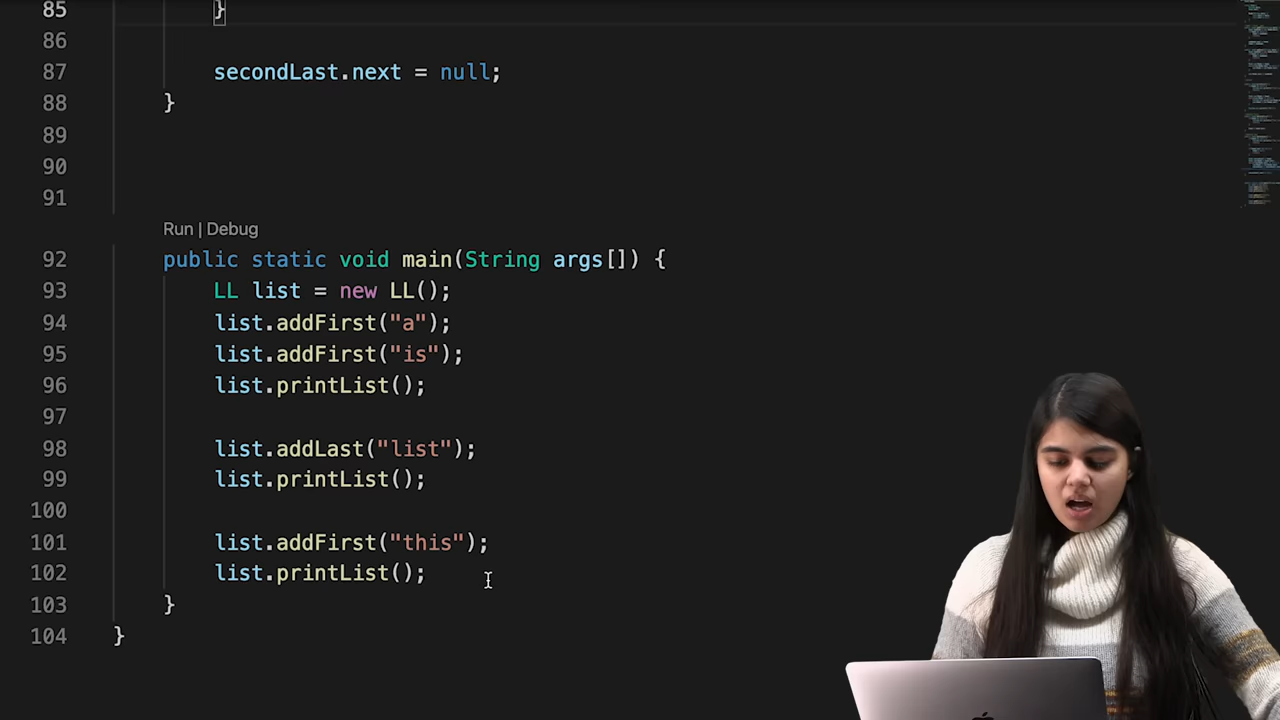 85 }
86
87 secondLast.next = null;
88 }
89
90
91
Run | Debug
92 public static void main(String args[]) {
93 LL list = new LL();
94 list.addFirst("a");
95 list.addFirst("is");
96 list.printList();
97
98 list.addLast("list");
99 list.printList();
100
101 list.addFirst("this");
102 list.printList();
103 }
104 }